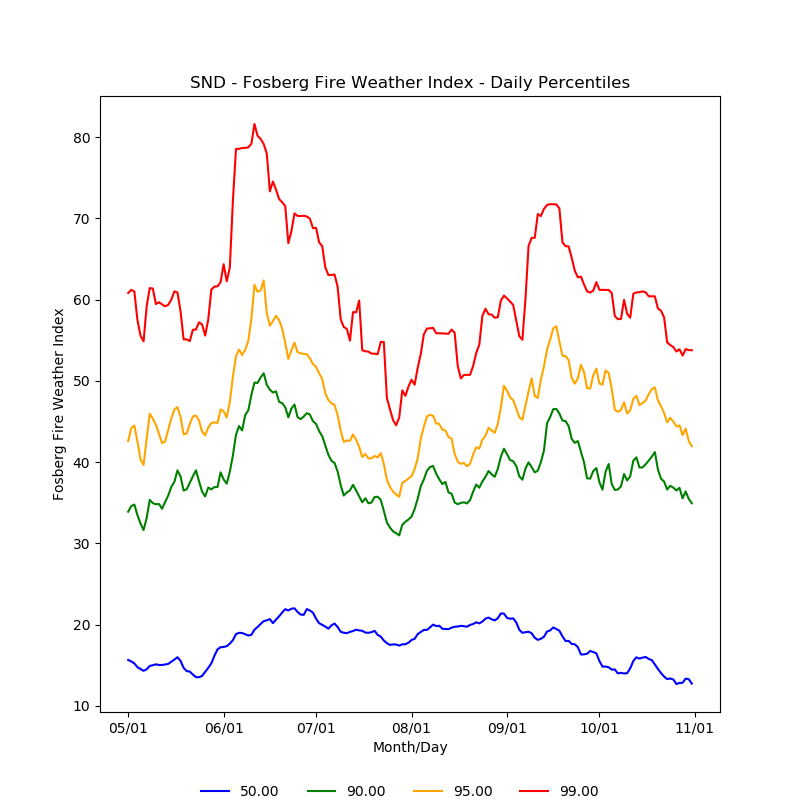 SND - Fosberg Fire Weather Index - Daily Percentiles
80
70
60
50
40
30
20
10
Fosberg Fire Weather Index
05/01 06/01 07/01 08/01 09/01 10/01 11/01
Month/Day
50.00 90.00 95.00 99.00